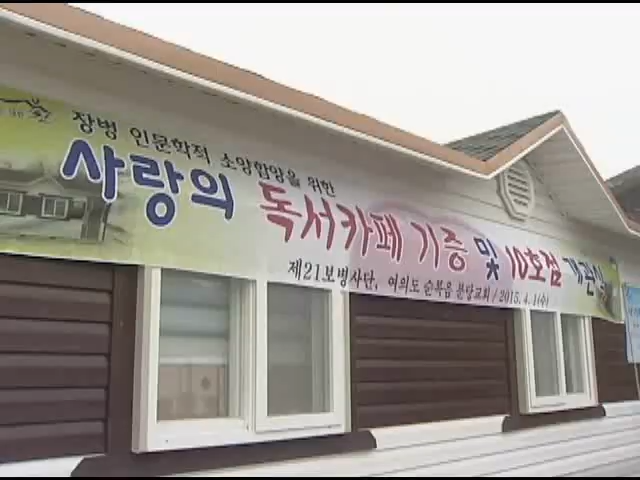 장병 인문학적 소양함양을 위한
사랑의 독서카페 기증 및 10호점 개관식
제21보병사단, 여의도 순복음 분당교회 / 2015. 4. 1(수)